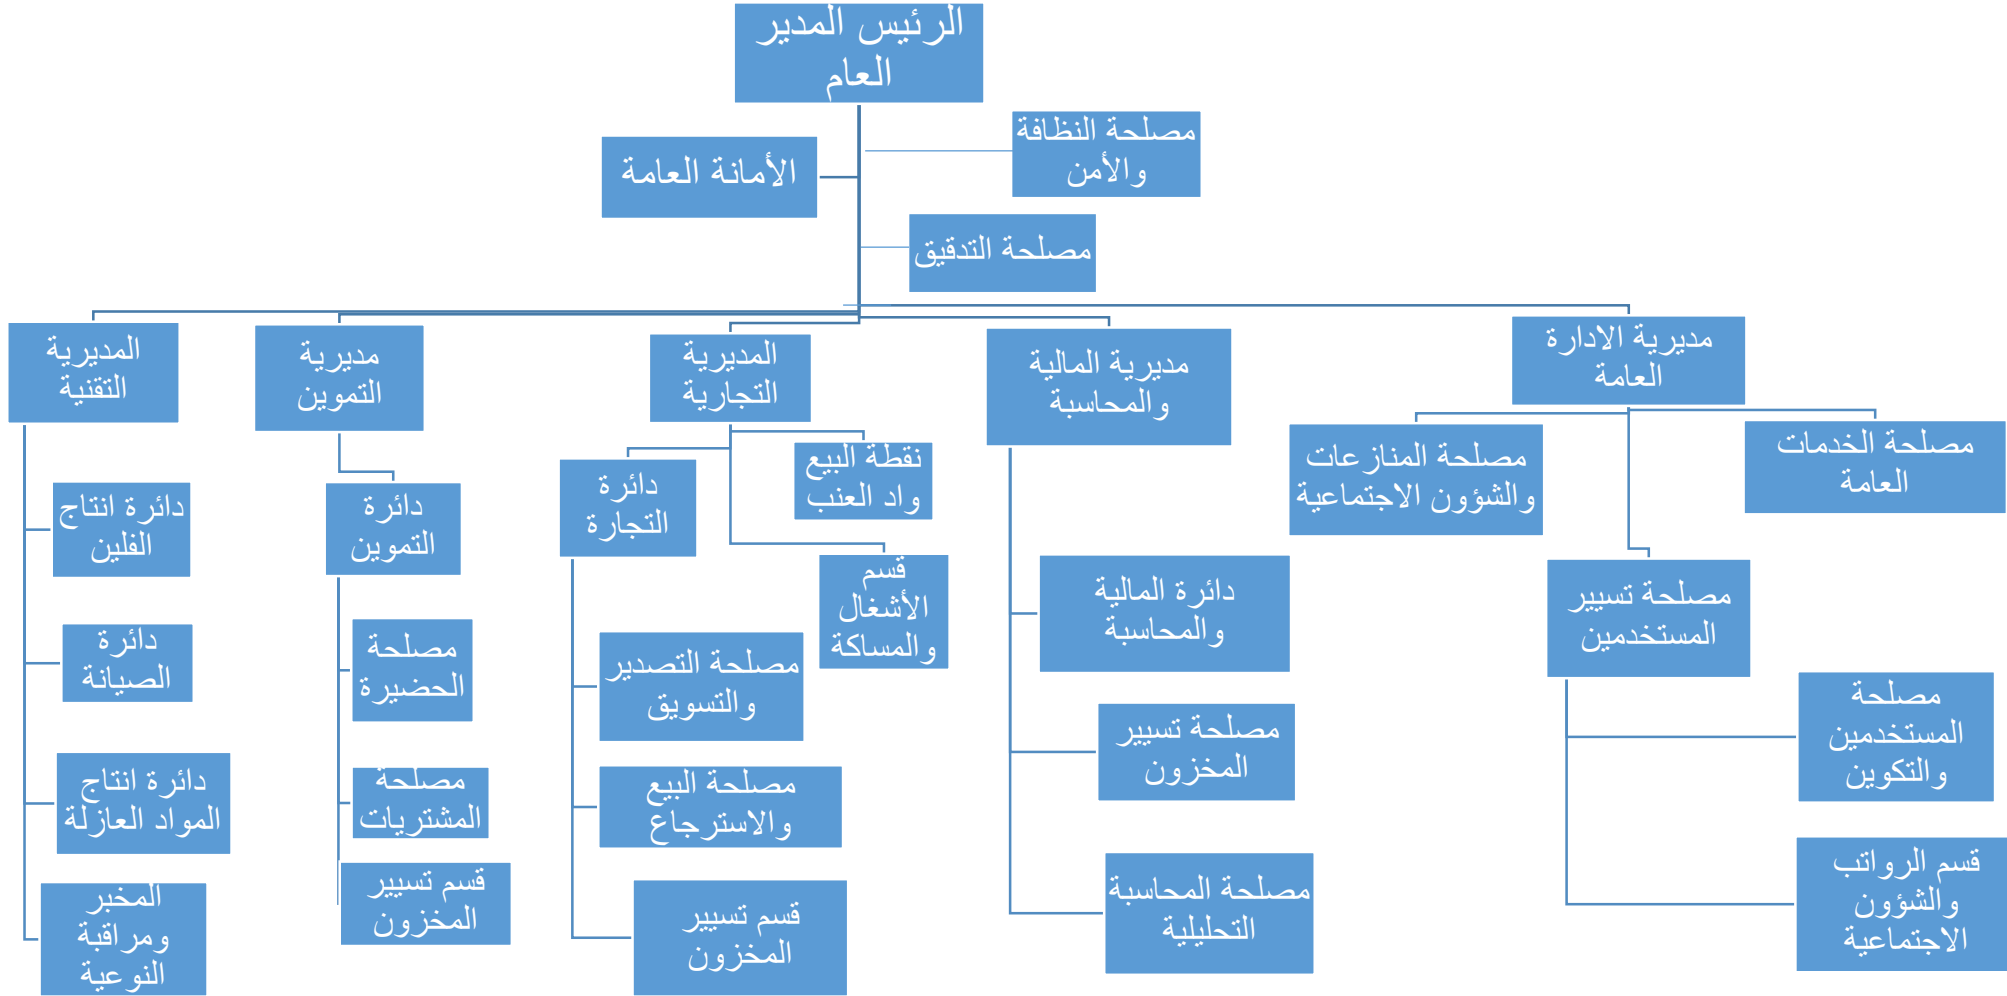 الرئيس المدير
العام
مصلحة النظافة
والأمن
الأمانة العامة
مصلحة التدقيق
مديرية الادارة
العامة
مديرية المالية
والمحاسبة
المديرية
التجارية
مديرية
التموين
المديرية
التقنية
مصلحة الخدمات
العامة
مصلحة المنازعات
والشؤون الاجتماعية
مصلحة تسيير
المستخدمين
مصلحة
المستخدمين
والتكوين
قسم الرواتب
والشؤون
الاجتماعية
دائرة المالية
والمحاسبة
مصلحة تسيير
المخزون
مصلحة المحاسبة
التحليلية
نقطة البيع
واد العنب
قسم
الأشغال
والمساكة
دائرة
التجارة
مصلحة التصدير
والتسويق
مصلحة البيع
والاسترجاع
قسم تسيير
المخزون
دائرة
التموين
مصلحة
الحضيرة
مصلحة
المشتريات
قسم تسيير
المخزون
دائرة انتاج
الفلين
دائرة
الصيانة
دائرة انتاج
المواد العازلة
المخبر
ومراقبة
النوعية